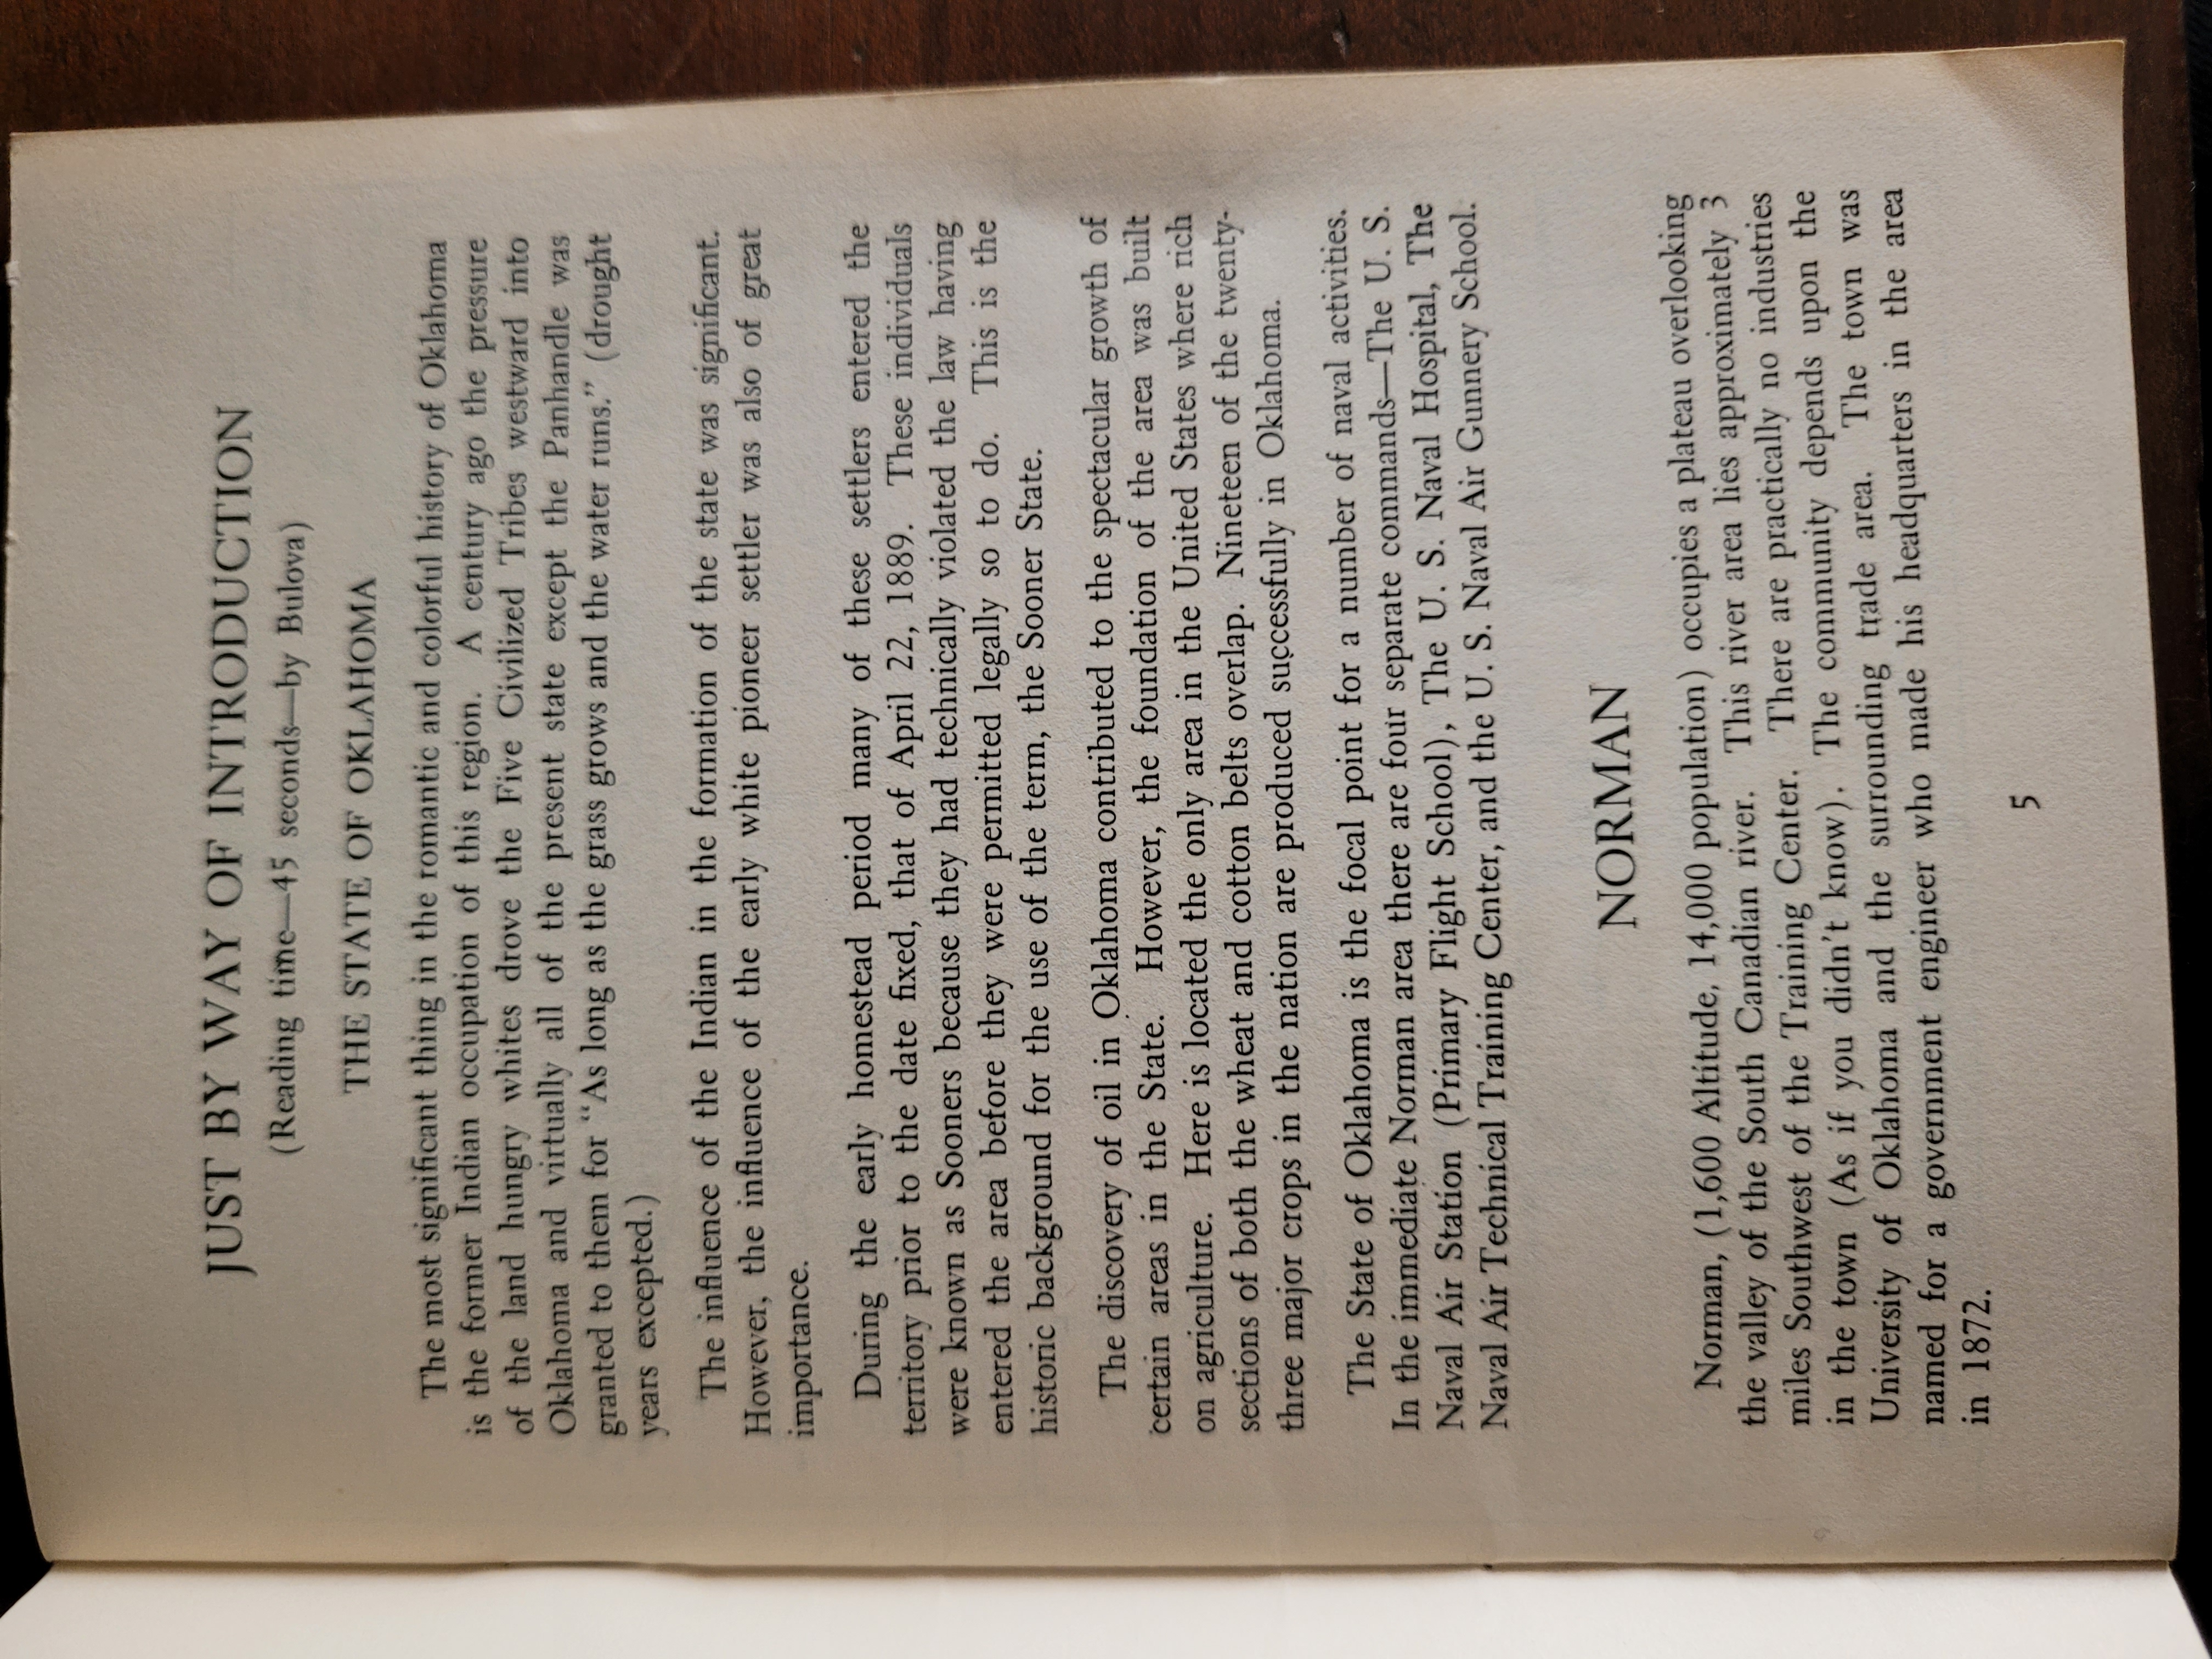 JUST BY WAY OF INTRODUCTION
(Reading time—45 seconds—by Bulova)
THE STATE OF OKLAHOMA
The most significant thing in the romantic and colorful history of Oklahoma
is the former Indian occupation of this region. A century ago the pressure
of the land hungry whites drove the Five Civilized Tribes westward into
Oklahoma and virtually all of the present state except the Panhandle was
granted to them for “As long as the grass grows and the water runs.” (drought
years excepted.)
The influence of the Indian in the formation of the state was significant.
However, the influence of the early white pioneer settler was also of great
importance.
During the early homestead period many of these settlers entered the
territory prior to the date fixed, that of April 22, 1889. These individuals
were known as Sooners because they had technically violated the law having
entered the area before they were permitted legally so to do. This is the
historic background for the use of the term, the Sooner State.
The discovery of oil in Oklahoma contributed to the spectacular growth of
certain areas in the State. However, the foundation of the area was built
on agriculture. Here is located the only area in the United States where rich
sections of both the wheat and cotton belts overlap. Nineteen of the twenty-
three major crops in the nation are produced successfully in Oklahoma.
The State of Oklahoma is the focal point for a number of naval activities.
In the immediate Norman area there are four separate commands—The U. S.
Naval Air Station (Primary Flight School), The U. S. Naval Hospital, The
Naval Air Technical Training Center, and the U. S. Naval Air Gunnery School.
NORMAN
Norman, (1,600 Altitude, 14,000 population) occupies a plateau overlooking
the valley of the South Canadian river. This river area lies approximately 3
miles Southwest of the Training Center. There are practically no industries
in the town (As if you didn't know). The community depends upon the
University of Oklahoma and the surrounding trade area. The town was
named for a government engineer who made his headquarters in the area
in 1872.
5